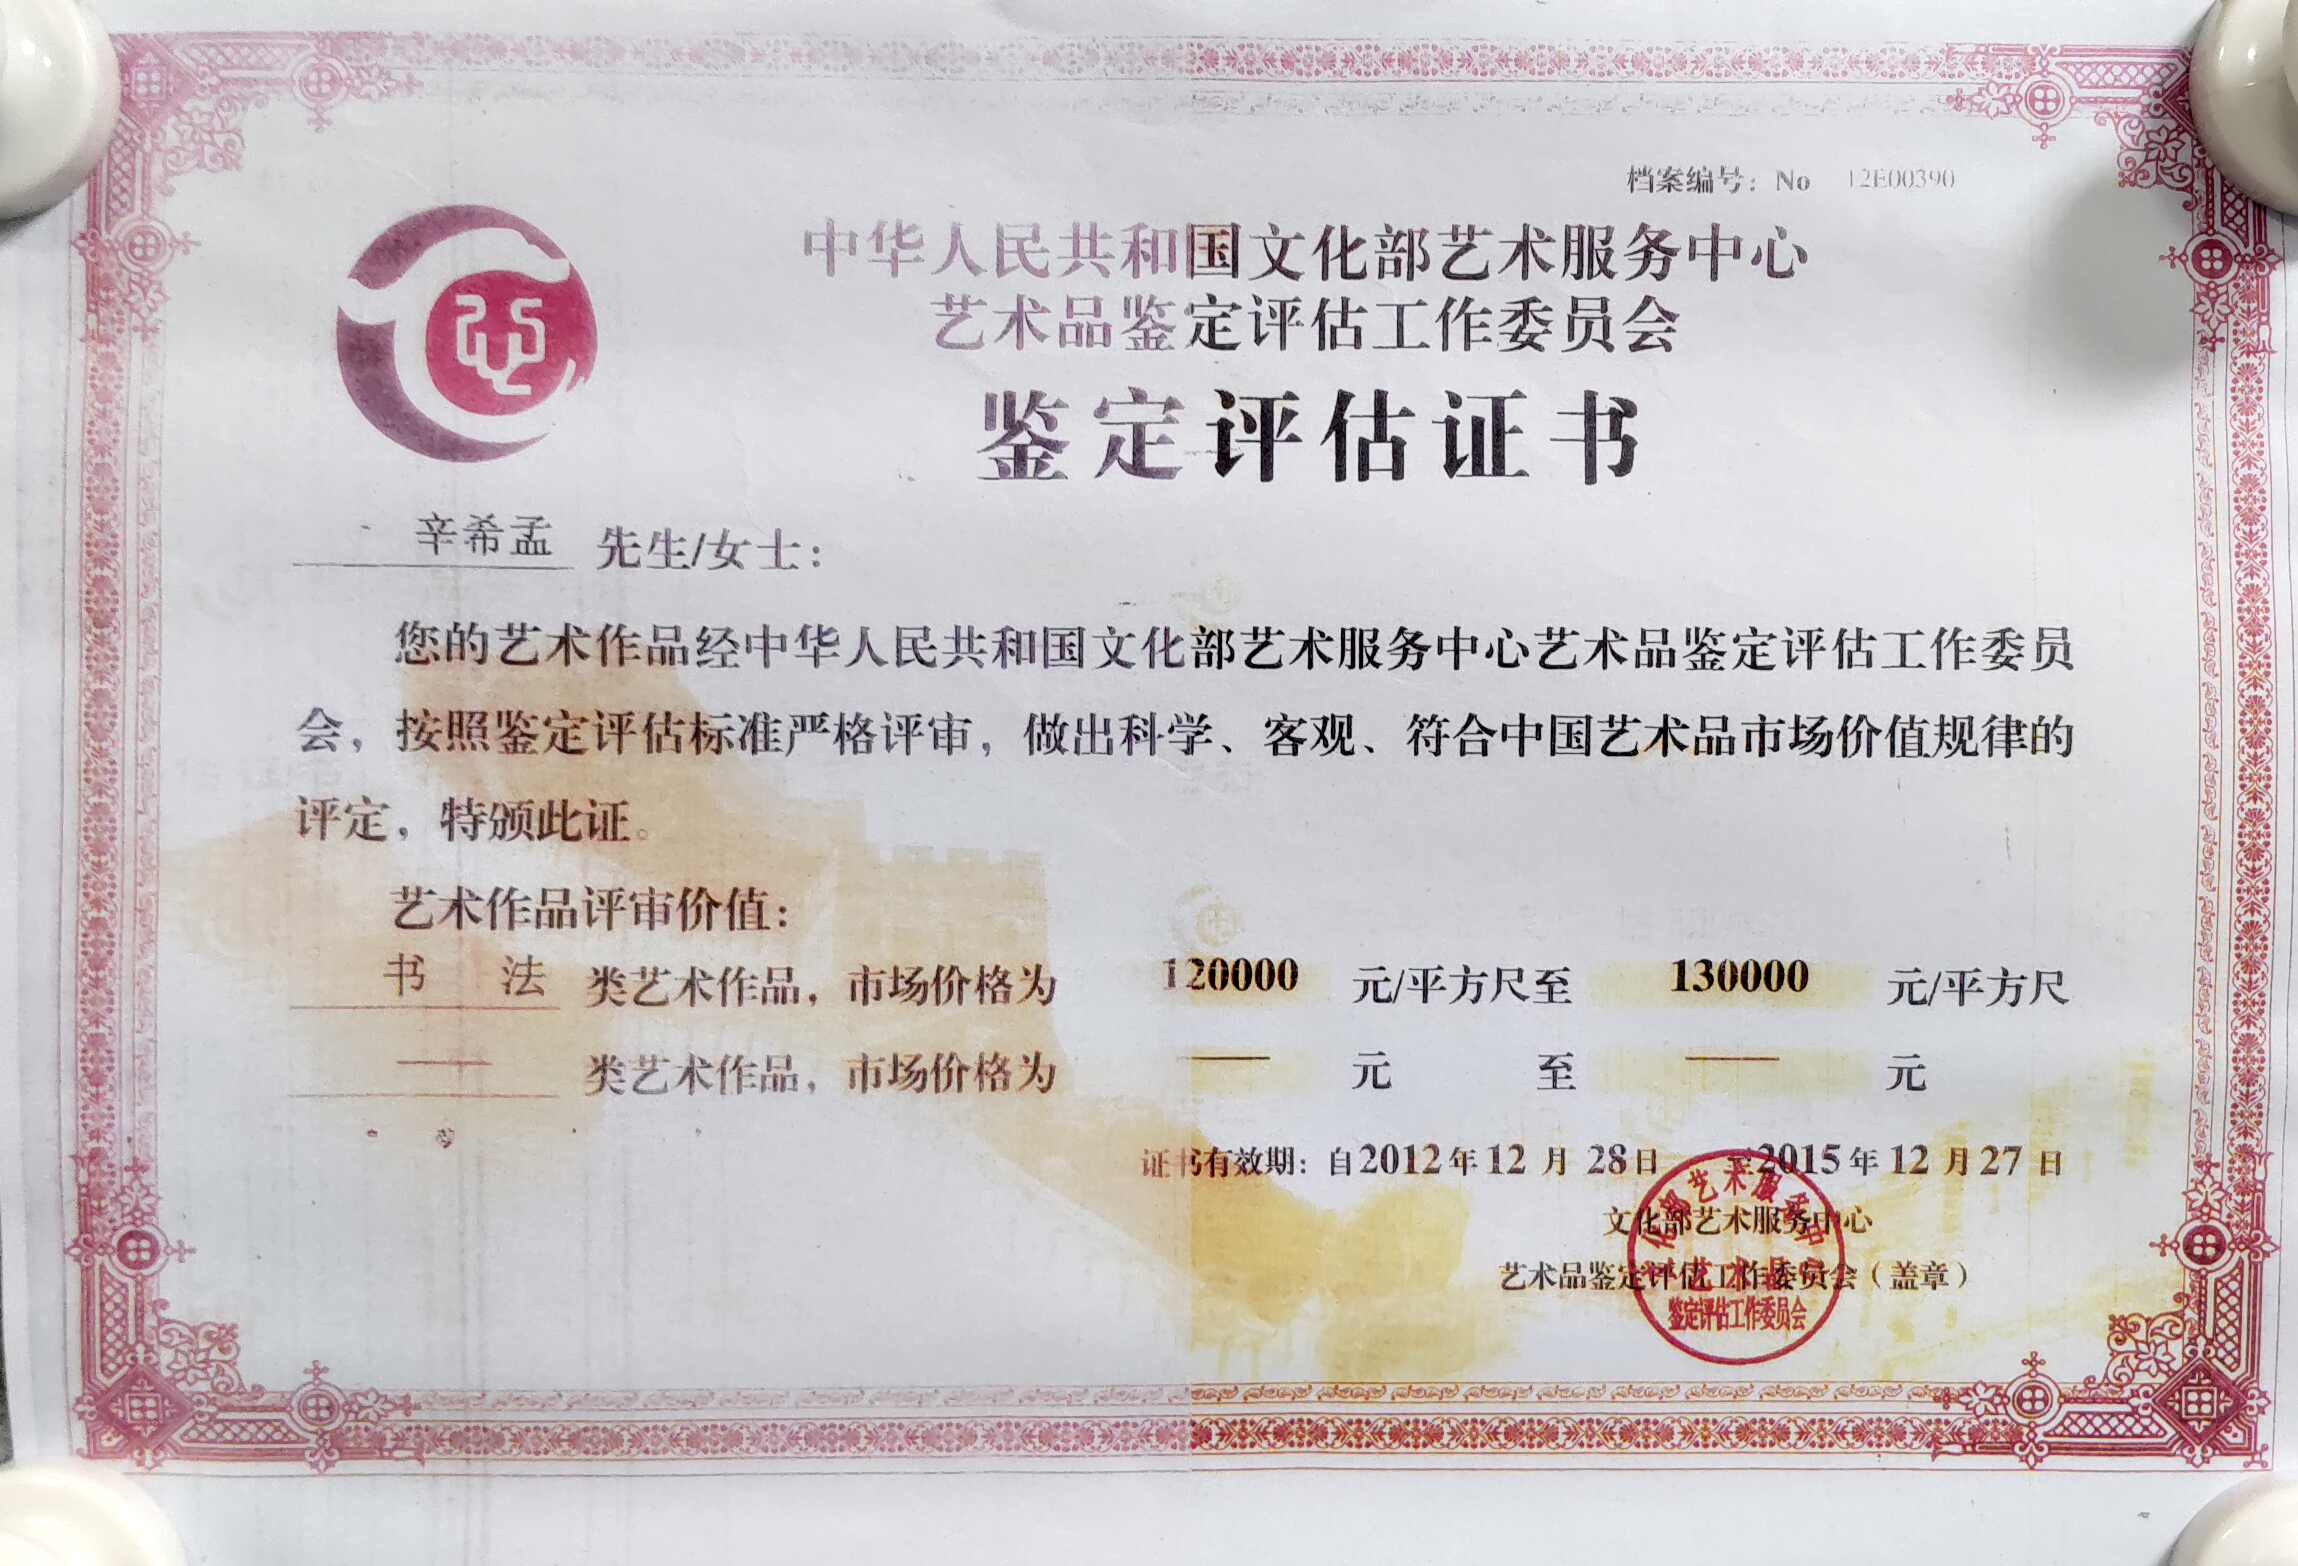 档案编号：No 12E00390
中华人民共和国文化部艺术服务中心
艺术品鉴定评估工作委员会
鉴定评估证书
辛希孟 先生/女士：
您的艺术作品经中华人民共和国文化部艺术服务中心艺术品鉴定评估工作委员
会，按照鉴定评估标准严格评审，做出科学、客观、符合中国艺术品市场价值规律的
评定，特颁此证。
艺术作品评审价值：
书 法 类艺术作品，市场价格为 120000 元/平方尺至 130000 元/平方尺
—— 类艺术作品，市场价格为 —— 元 至 —— 元
证书有效期：自2012年12月28日 至2015年12月27日
文化部艺术服务中心
艺术品鉴定评估工作委员会（盖章）
鉴定评估工作委员会